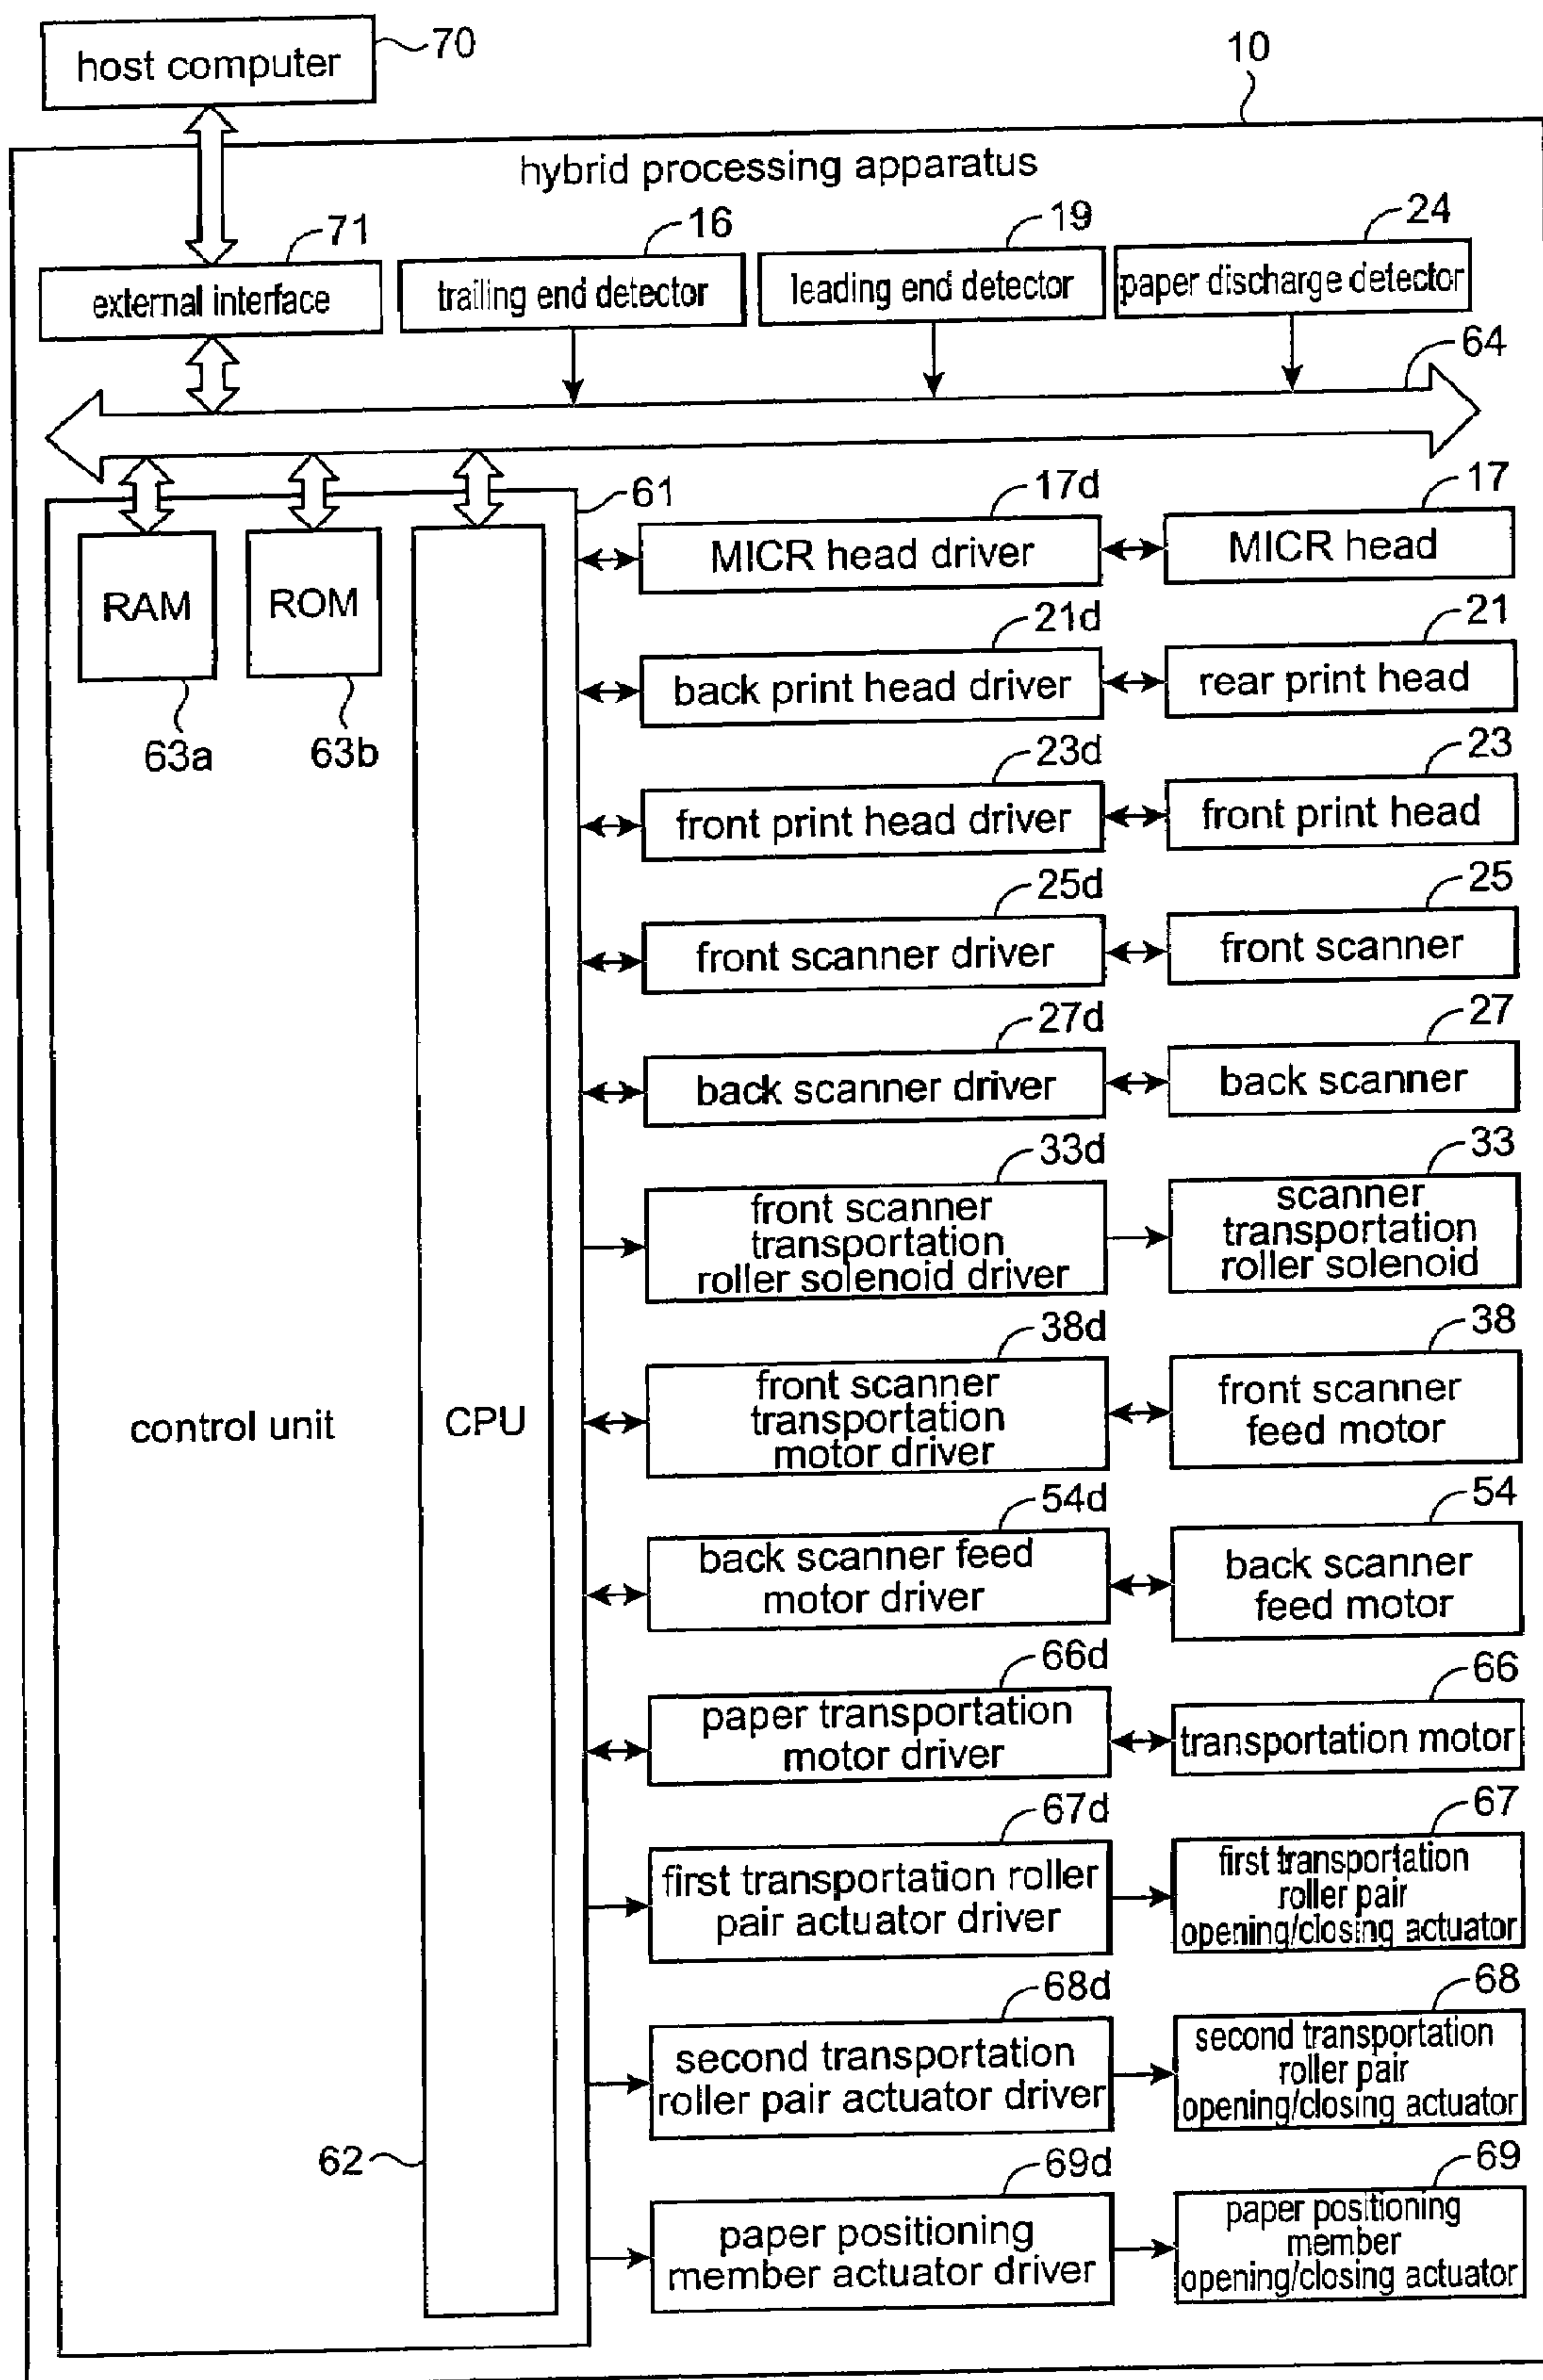 host computer
70
10
hybrid processing apparatus
71
16
19
24
external interface
trailing end detector
leading end detector
paper discharge detector
64
61
17d
17
RAM
ROM
MICR head driver
MICR head
63a
63b
21d
21
back print head driver
rear print head
23d
23
front print head driver
front print head
25d
25
front scanner driver
front scanner
27d
27
back scanner driver
back scanner
33d
33
front scanner
transportation
roller solenoid driver
scanner
transportation
roller solenoid
control unit
CPU
38d
38
front scanner
transportation
motor driver
front scanner
feed motor
54d
54
back scanner feed
motor driver
back scanner
feed motor
66d
66
paper transportation
motor driver
transportation motor
67d
67
first transportation roller
pair actuator driver
first transportation
roller pair
opening/closing actuator
68d
68
second transportation
roller pair actuator driver
second transportation
roller pair
opening/closing actuator
62
69d
69
paper positioning
member actuator driver
paper positioning
member
opening/closing actuator